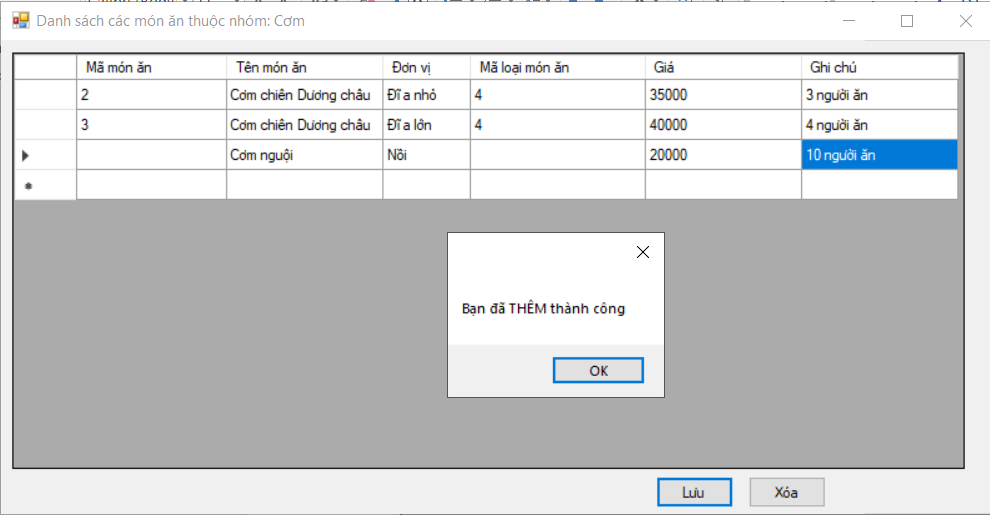 Danh sách các món ăn thuộc nhóm: Cơm
Mã món ăn Tên món ăn Đơn vị Mã loại món ăn Giá Ghi chú
2 Cơm chiên Dương châu Đĩa nhỏ 4 35000 3 người ăn
3 Cơm chiên Dương châu Đĩa lớn 4 40000 4 người ăn
Cơm nguội Nồi 20000 10 người ăn
Bạn đã THÊM thành công
OK
Lưu Xóa